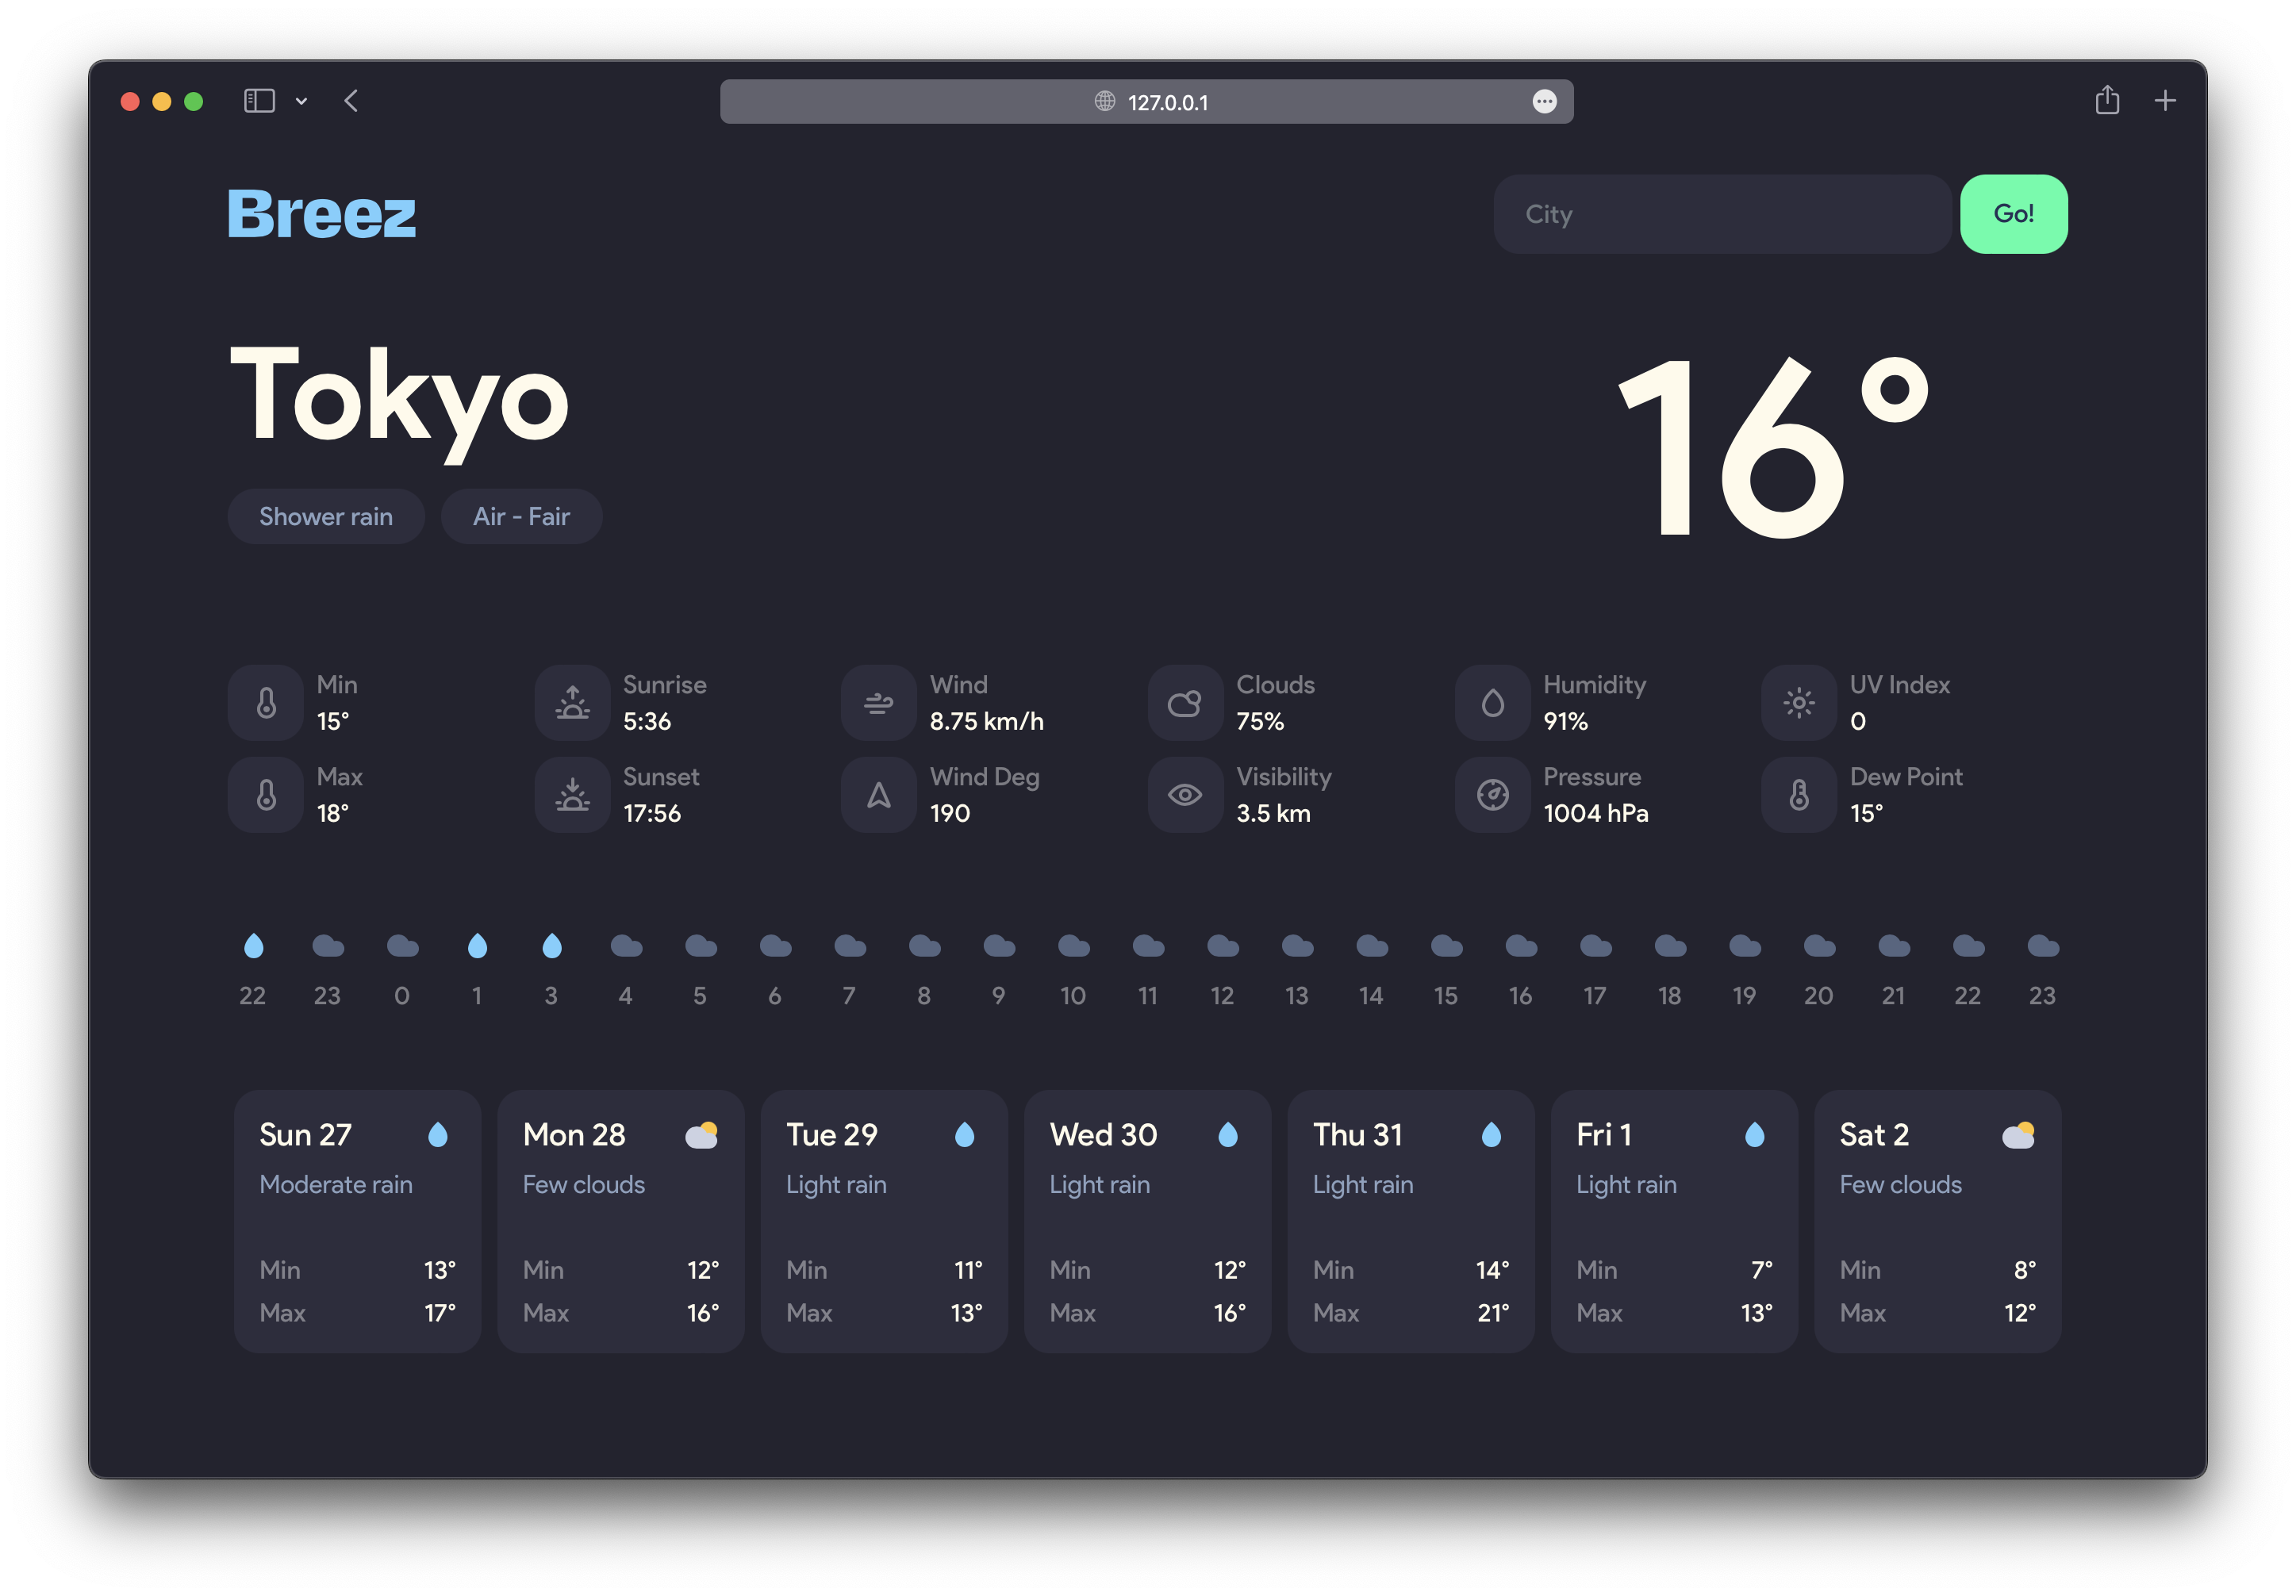 127.0.0.1
Breez
City
Go!
Tokyo
16°
Shower rain
Air - Fair
Min
15°
Sunrise
5:36
Wind
8.75 km/h
Clouds
75%
Humidity
91%
UV Index
0
Max
18°
Sunset
17:56
Wind Deg
190
Visibility
3.5 km
Pressure
1004 hPa
Dew Point
15°
22 23 0 1 3 4 5 6 7 8 9 10 11 12 13 14 15 16 17 18 19 20 21 22 23
Sun 27
Moderate rain
Min 13°
Max 17°
Mon 28
Few clouds
Min 12°
Max 16°
Tue 29
Light rain
Min 11°
Max 13°
Wed 30
Light rain
Min 12°
Max 16°
Thu 31
Light rain
Min 14°
Max 21°
Fri 1
Light rain
Min 7°
Max 13°
Sat 2
Few clouds
Min 8°
Max 12°